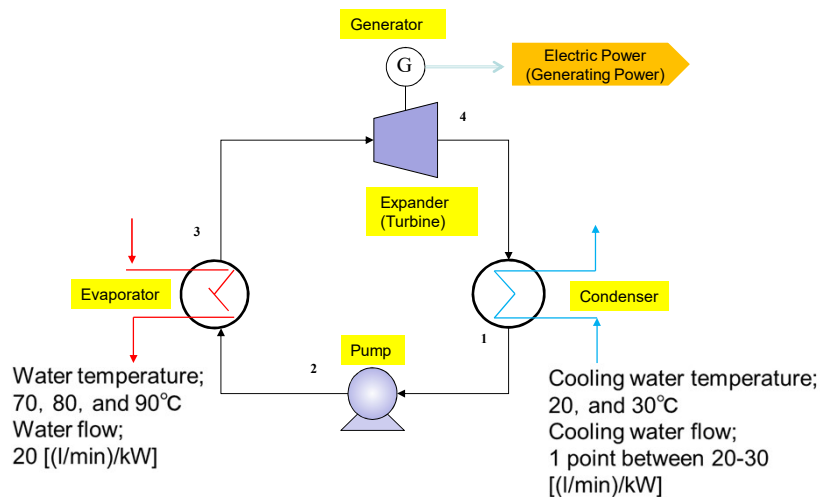 Generator
G
Electric Power
(Generating Power)
4
Expander
(Turbine)
3
Evaporator
Condenser
1
2
Pump
Water temperature;
70, 80, and 90℃
Water flow;
20 [(l/min)/kW]
Cooling water temperature;
20, and 30℃
Cooling water flow;
1 point between 20-30
[(l/min)/kW]